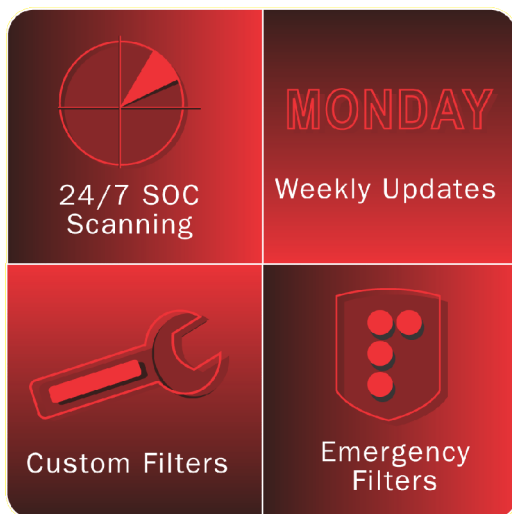 24/7 SOC
Scanning
MONDAY
Weekly Updates
Custom Filters
Emergency
Filters